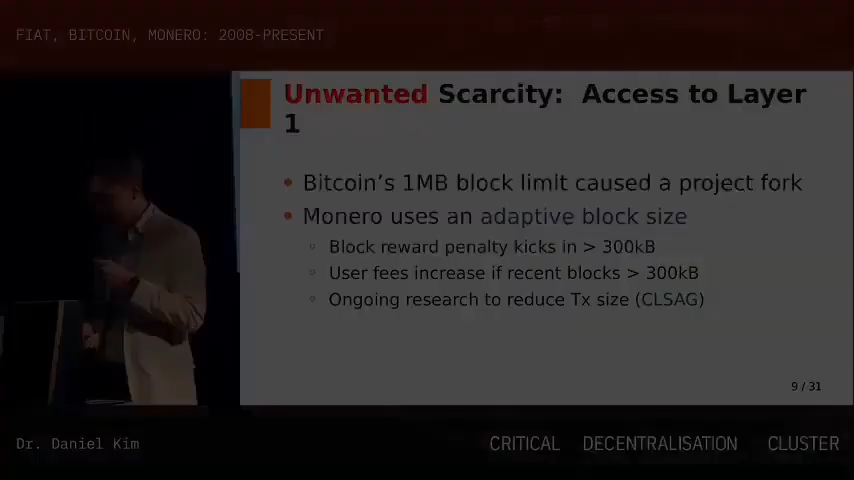 FIAT, BITCOIN, MONERO: 2008-PRESENT
Unwanted Scarcity: Access to Layer
1
• Bitcoin's 1MB block limit caused a project fork
• Monero uses an adaptive block size
◦ Block reward penalty kicks in > 300kB
◦ User fees increase if recent blocks > 300kB
◦ Ongoing research to reduce Tx size (CLSAG)
9 / 31
Dr. Daniel Kim
CRITICAL DECENTRALISATION CLUSTER